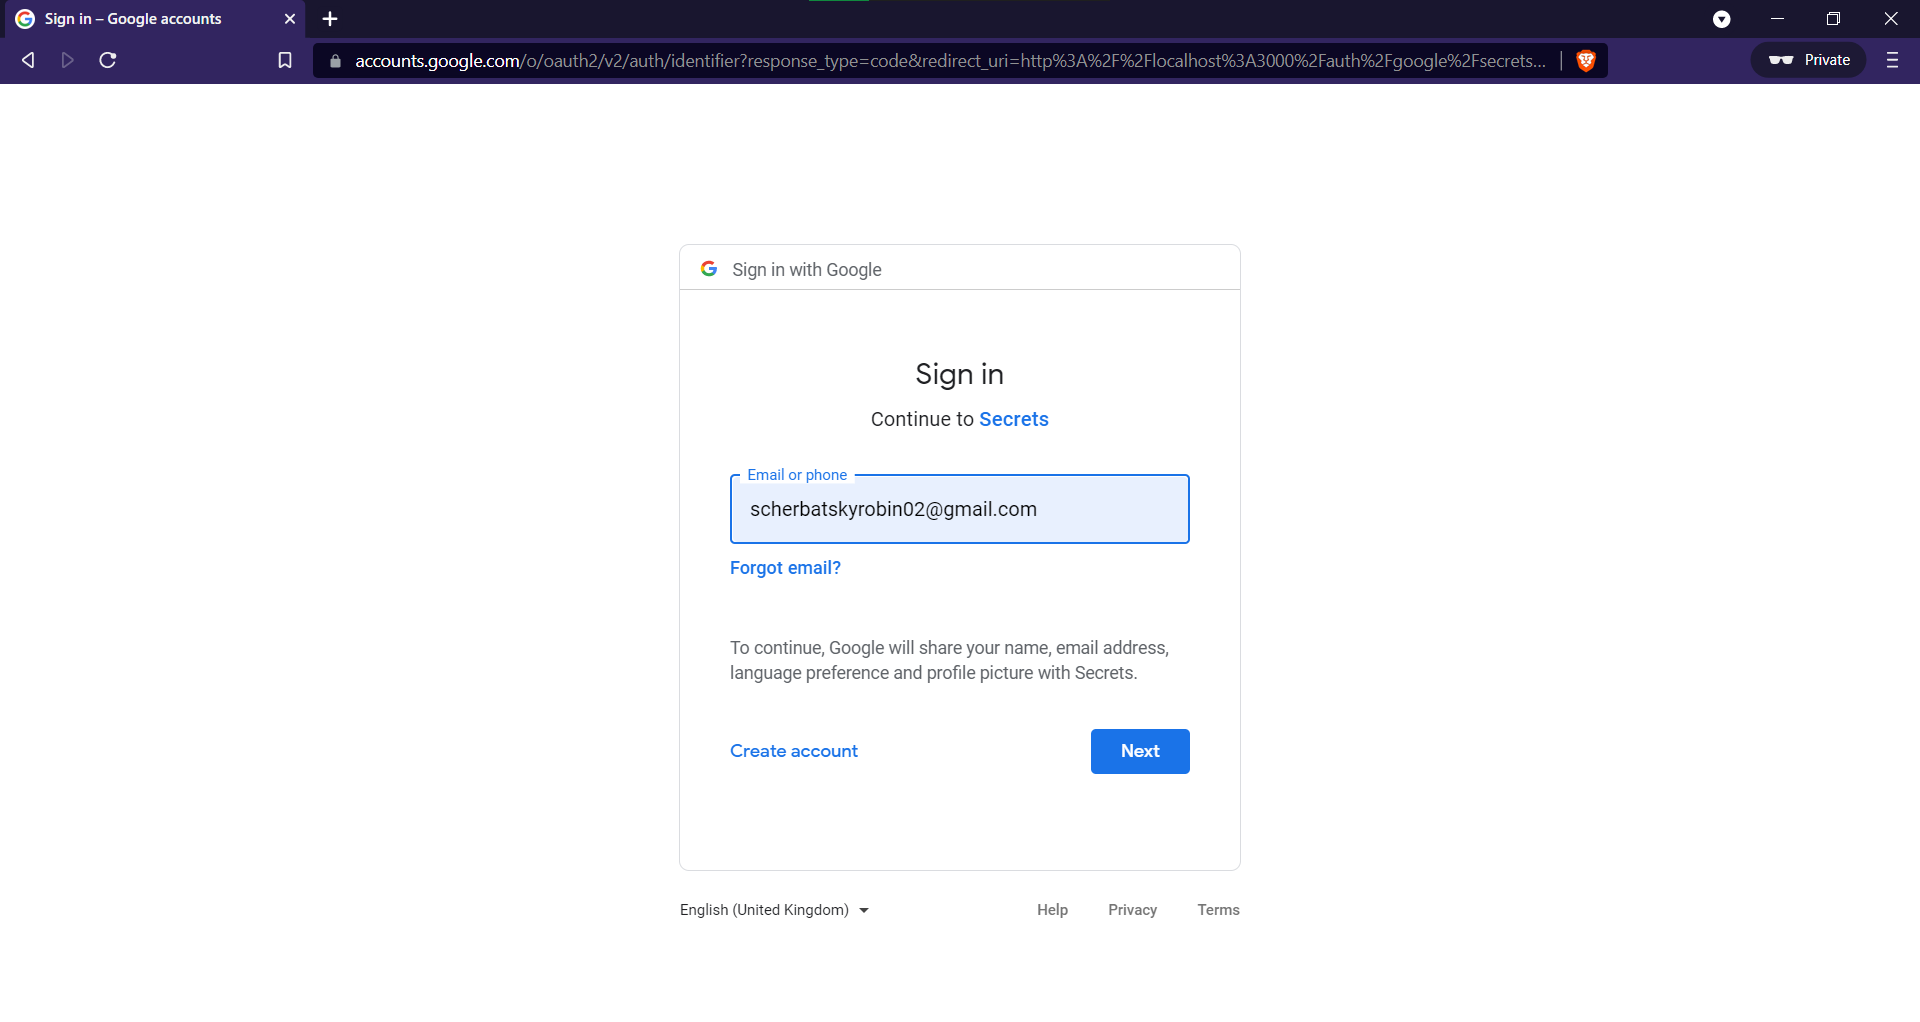 Sign in – Google accounts
accounts.google.com/o/oauth2/v2/auth/identifier?response_type=code&redirect_uri=http%3A%2F%2Flocalhost%3A3000%2Fauth%2Fgoogle%2Fsecrets...
Private
Sign in with Google
Sign in
Continue to Secrets
Email or phone
scherbatskyrobin02@gmail.com
Forgot email?
To continue, Google will share your name, email address,
language preference and profile picture with Secrets.
Create account
Next
English (United Kingdom)
Help
Privacy
Terms